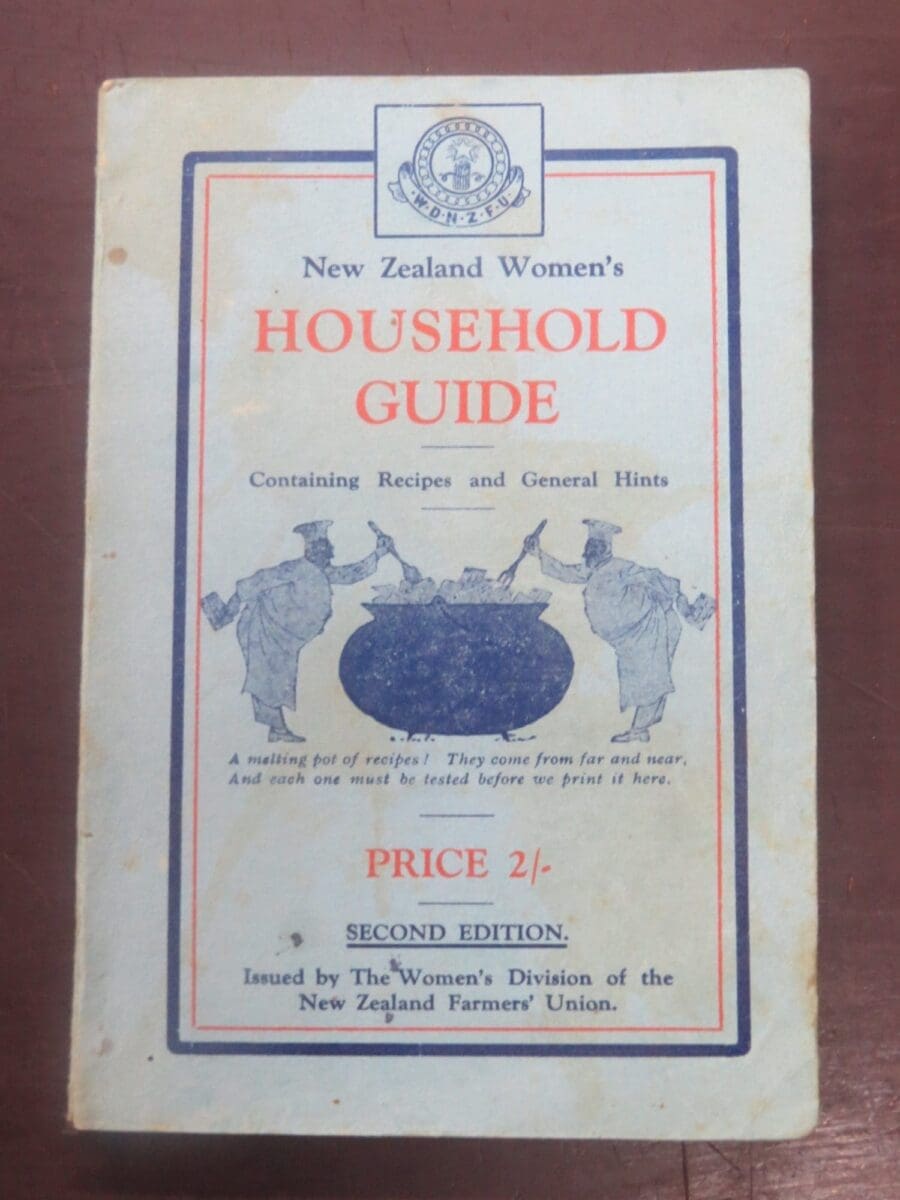 W·D·N·Z·F·U·
New Zealand Women's
HOUSEHOLD
GUIDE
Containing Recipes and General Hints
A melting pot of recipes! They come from far and near,
And each one must be tested before we print it here.
PRICE 2/-
SECOND EDITION.
Issued by The Women's Division of the
New Zealand Farmers' Union.